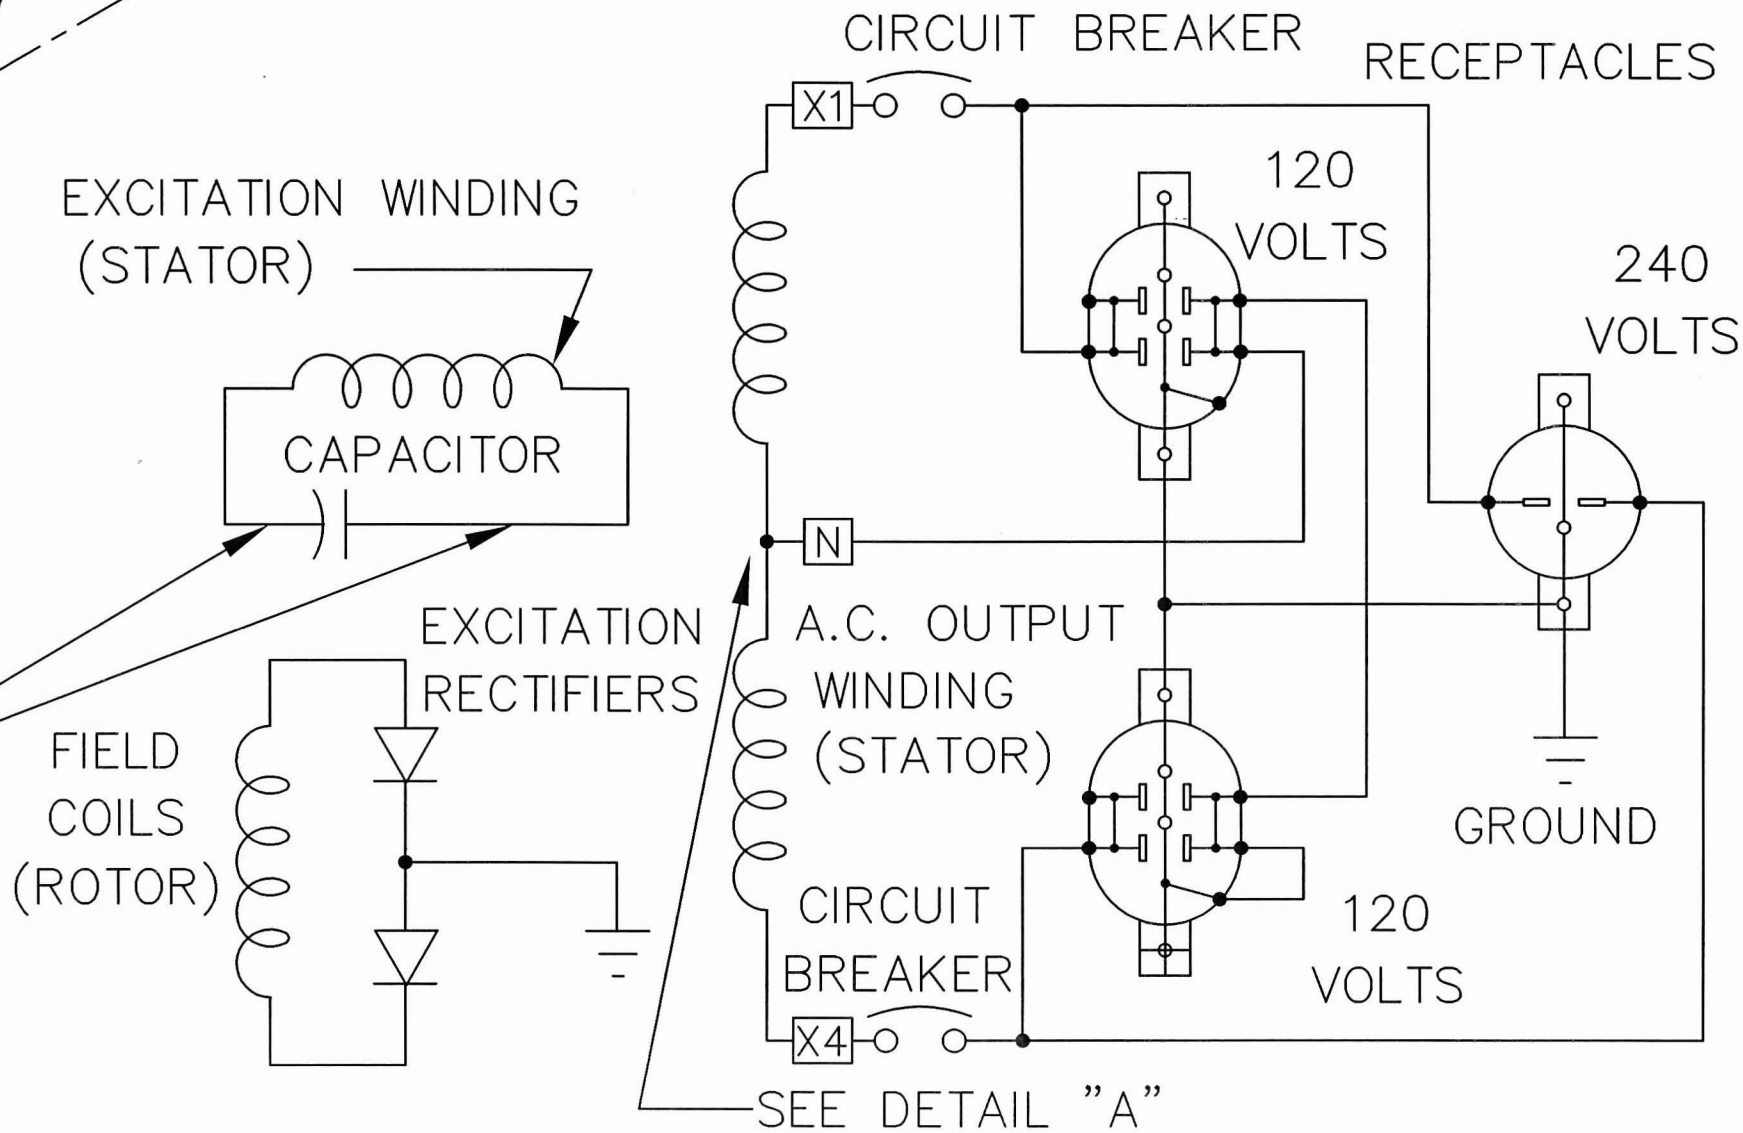 CIRCUIT BREAKER
RECEPTACLES
X1
120
VOLTS
EXCITATION WINDING
(STATOR)
240
VOLTS
CAPACITOR
N
A.C. OUTPUT
WINDING
(STATOR)
EXCITATION
RECTIFIERS
FIELD
COILS
(ROTOR)
GROUND
CIRCUIT
BREAKER
120
VOLTS
X4
SEE DETAIL "A"